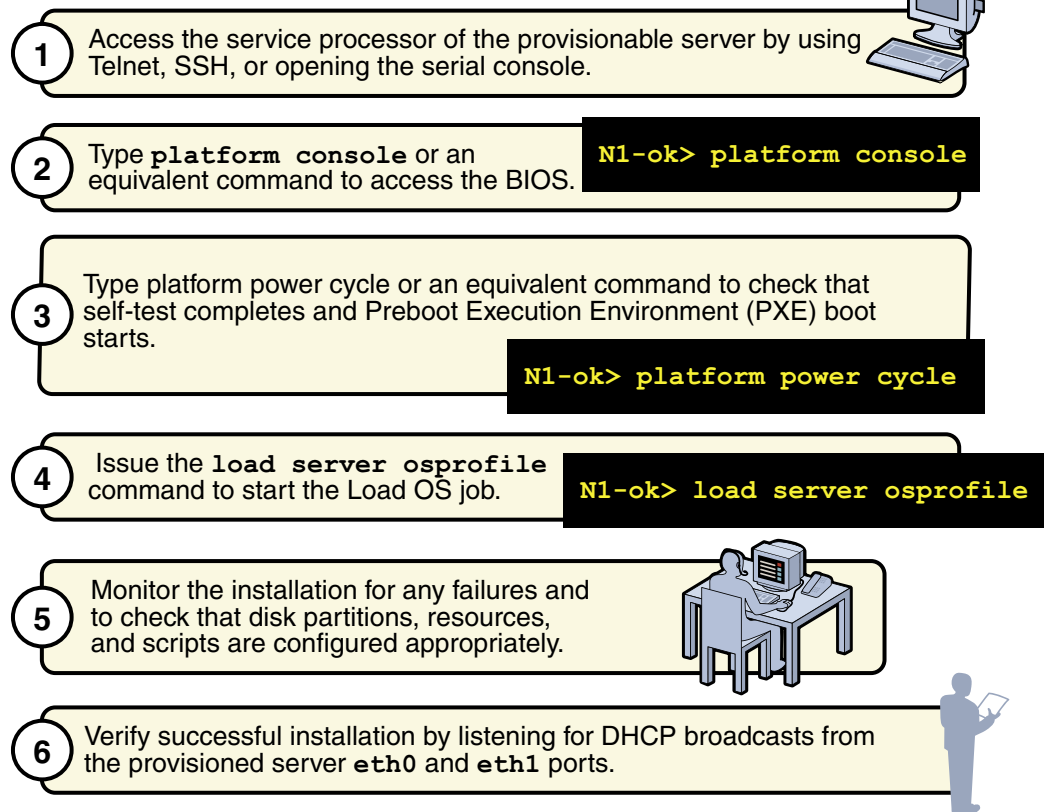 1
Access the service processor of the provisionable server by using
Telnet, SSH, or opening the serial console.
2
Type platform console or an
equivalent command to access the BIOS.
N1-ok> platform console
3
Type platform power cycle or an equivalent command to check that
self-test completes and Preboot Execution Environment (PXE) boot
starts.
N1-ok> platform power cycle
4
Issue the load server osprofile
command to start the Load OS job.
N1-ok> load server osprofile
5
Monitor the installation for any failures and
to check that disk partitions, resources,
and scripts are configured appropriately.
6
Verify successful installation by listening for DHCP broadcasts from
the provisioned server eth0 and eth1 ports.